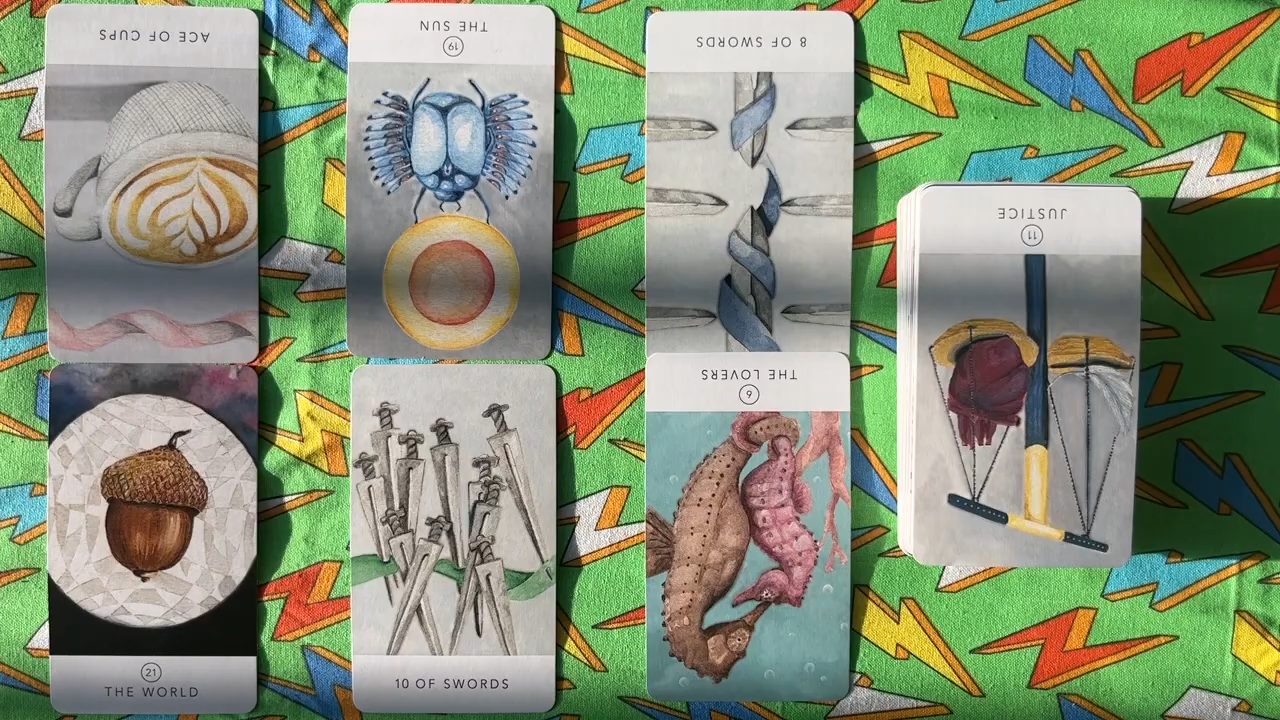 ACE OF CUPS
THE SUN
19
8 OF SWORDS
JUSTICE
11
THE LOVERS
6
21
THE WORLD
10 OF SWORDS